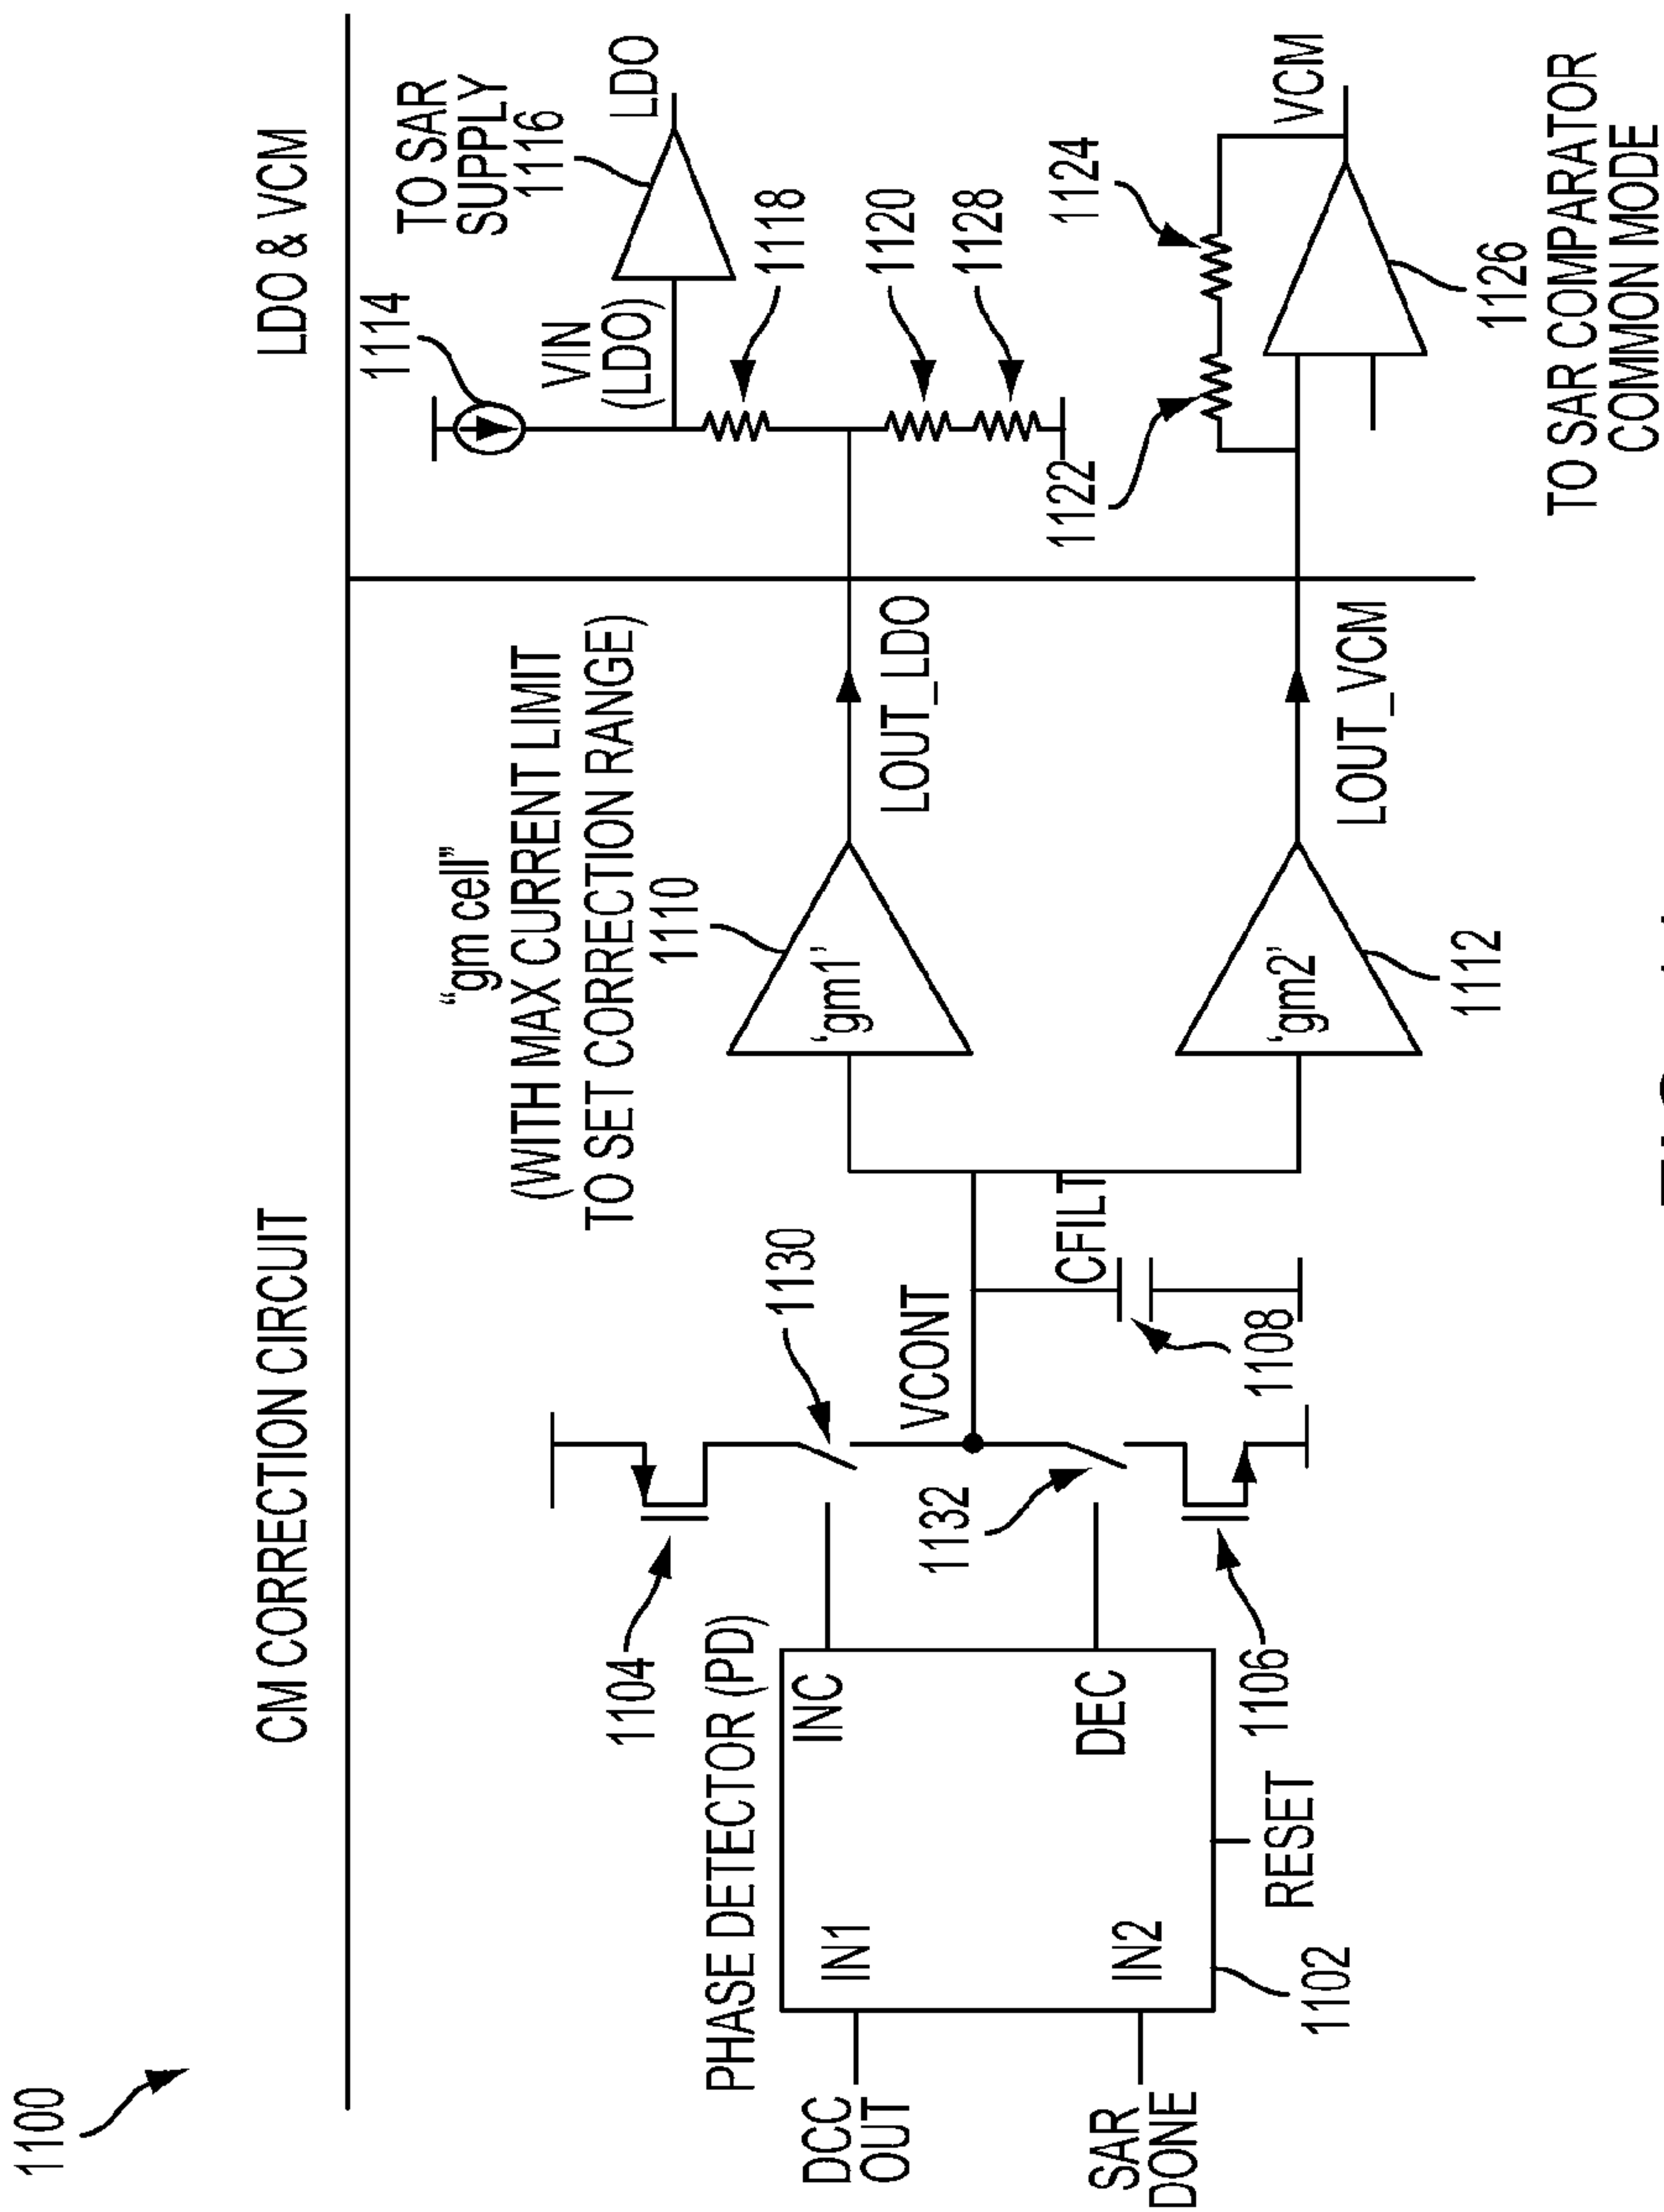 1100
CM CORRECTION CIRCUIT
LDO & VCM
"gm cell"
(WITH MAX CURRENT LIMIT
TO SET CORRECTION RANGE)
1110
'gm1'
LOUT_LDO
1114
TO SAR
SUPPLY
1116
LDO
VIN
(LDO)
1118
1120
1128
PHASE DETECTOR (PD)
1104
1130
DCC
OUT
IN1
INC
VCONT
1132
CFILT
SAR
DONE
IN2
DEC
1102
RESET
1106
1108
'gm2'
1112
LOUT_VCM
1122
1124
VCM
1126
TO SAR COMPARATOR
COMMON MODE